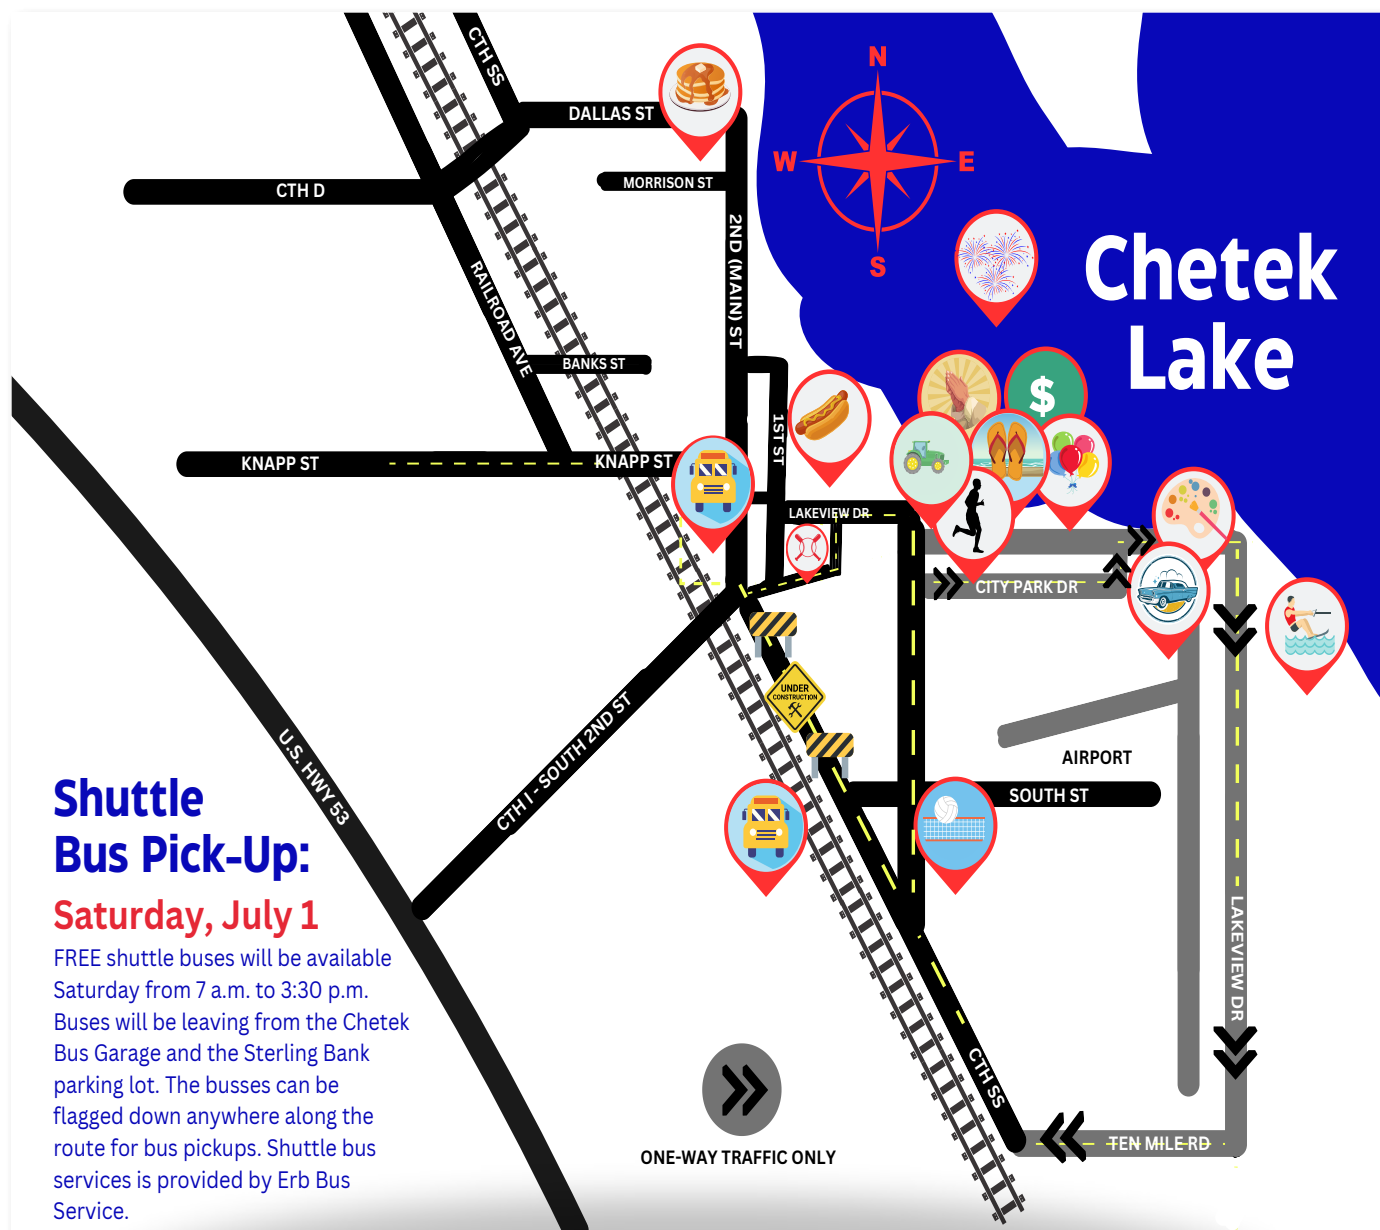 CTH SS
DALLAS ST
N
W
E
S
CTH D
MORRISON ST
2ND (MAIN) ST
RAILROAD AVE
Chetek
Lake
BANKS ST
$
1ST ST
KNAPP ST
KNAPP ST
LAKEVIEW DR
CITY PARK DR
UNDER
CONSTRUCTION
CTH I - SOUTH 2ND ST
U.S. HWY 53
AIRPORT
SOUTH ST
Shuttle
Bus Pick-Up:
Saturday, July 1
FREE shuttle buses will be available
Saturday from 7 a.m. to 3:30 p.m.
Buses will be leaving from the Chetek
Bus Garage and the Sterling Bank
parking lot. The busses can be
flagged down anywhere along the
route for bus pickups. Shuttle bus
services is provided by Erb Bus
Service.
LAKEVIEW DR
CTH SS
TEN MILE RD
ONE-WAY TRAFFIC ONLY